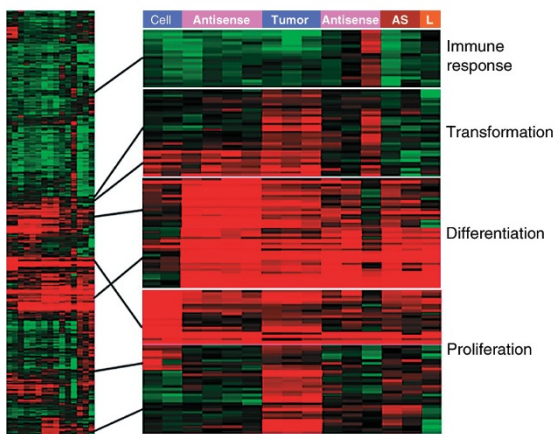 Cell Antisense Tumor Antisense AS L
Immune
response
Transformation
Differentiation
Proliferation